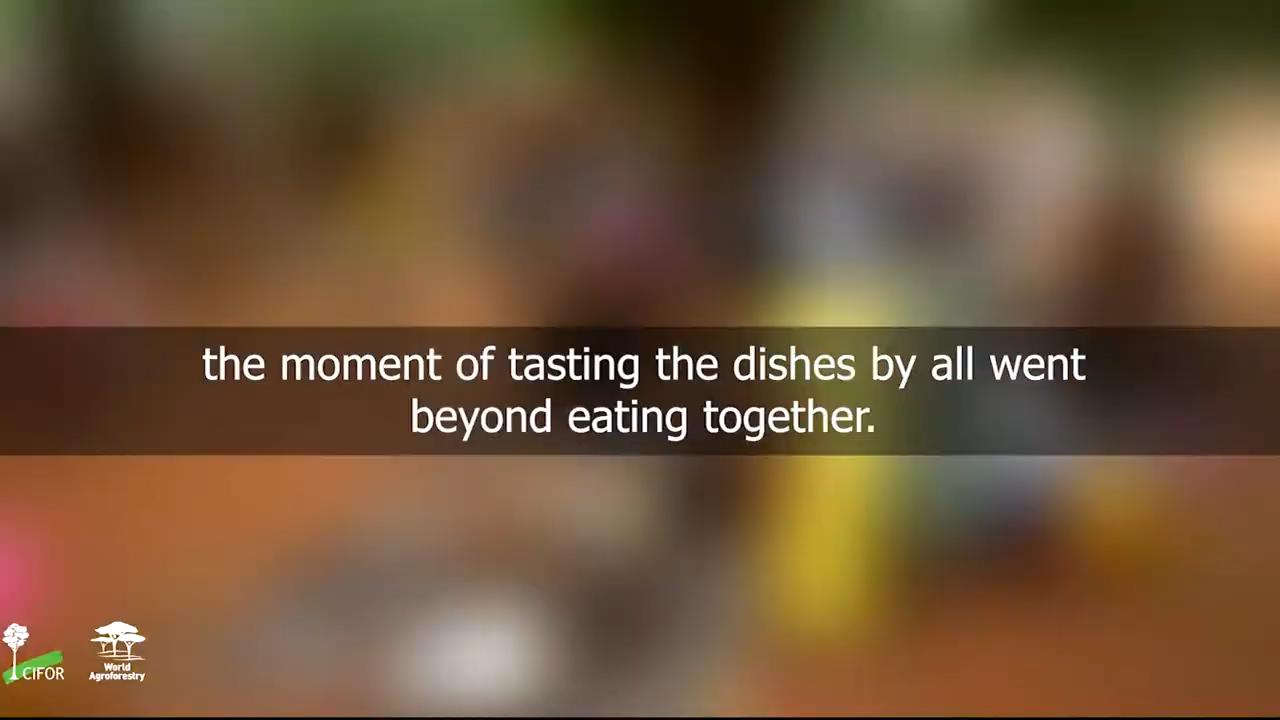 the moment of tasting the dishes by all went
beyond eating together.
CIFOR
World
Agroforestry